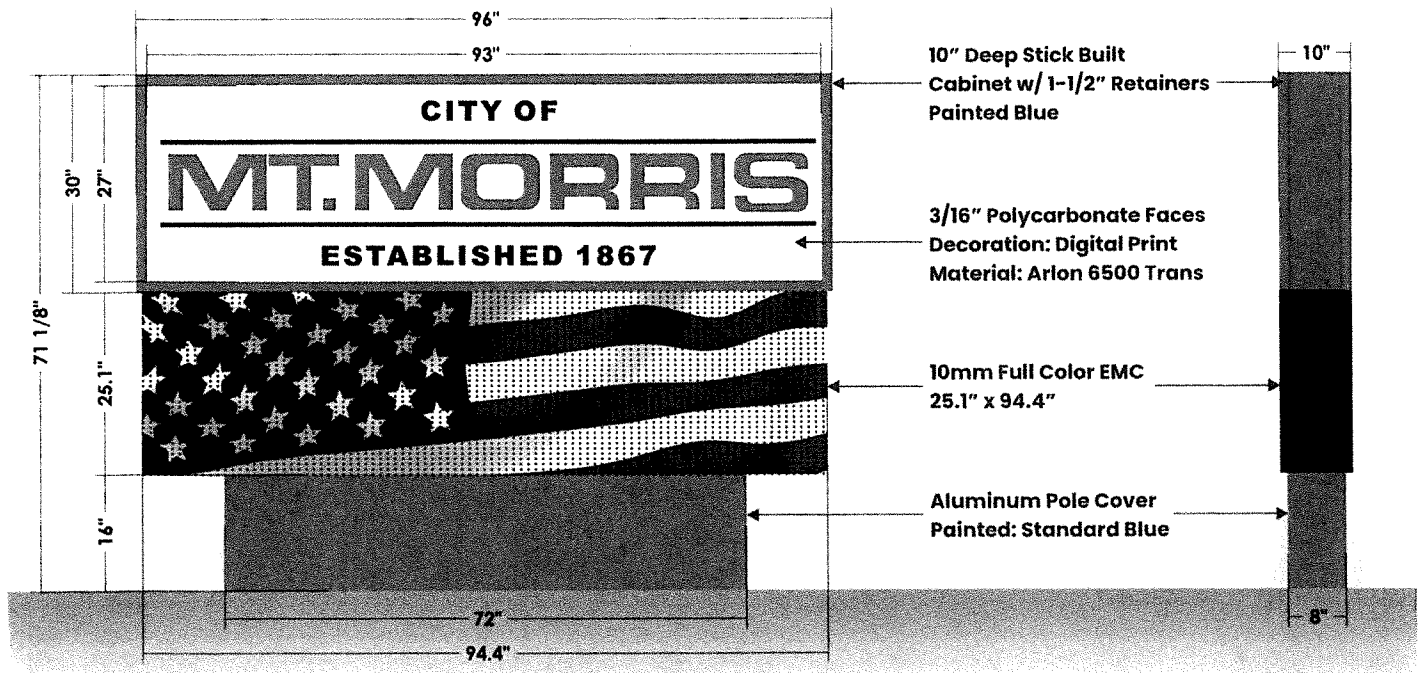 96"
93"
10" Deep Stick Built
Cabinet w/ 1-1/2" Retainers
Painted Blue
10"
CITY OF
MT. MORRIS
ESTABLISHED 1867
30"
27"
3/16" Polycarbonate Faces
Decoration: Digital Print
Material: Arlon 6500 Trans
71 1/8"
25.1"
10mm Full Color EMC
25.1" x 94.4"
16"
Aluminum Pole Cover
Painted: Standard Blue
72"
8"
94.4"